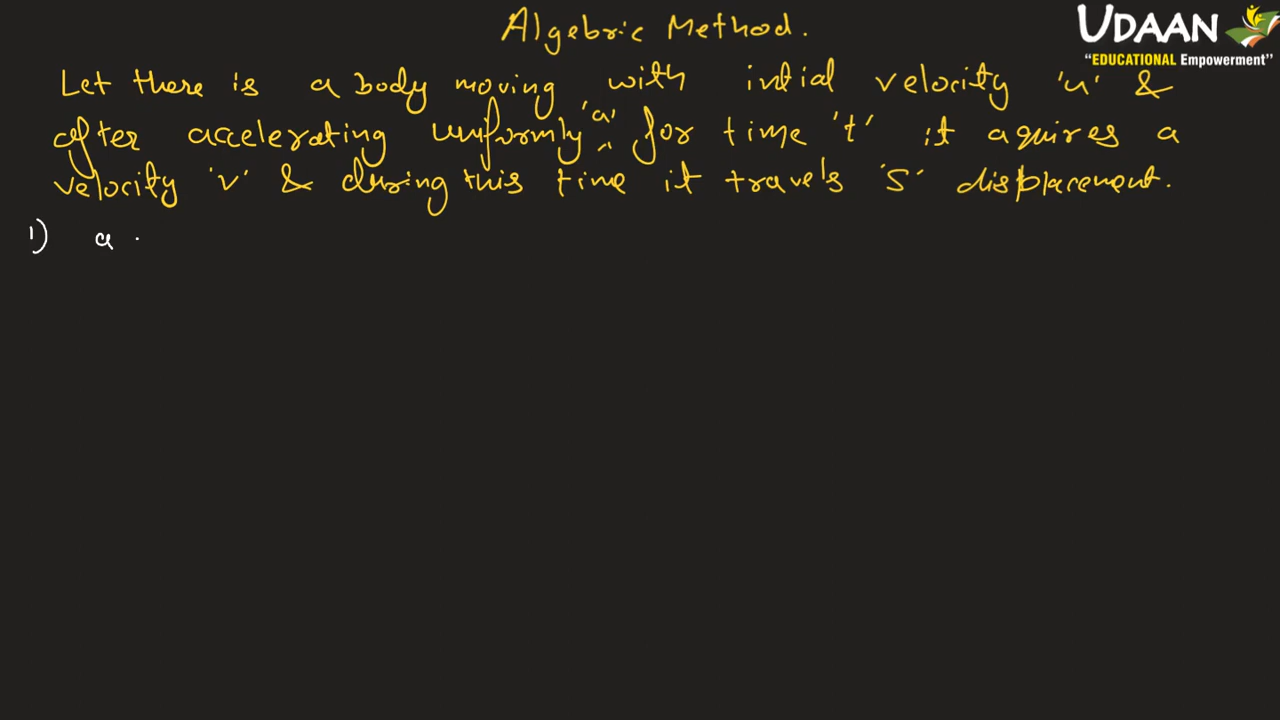 Algebric Method.
UDAAN
"EDUCATIONAL Empowerment"
Let there is a body moving with intial velocity 'u' &
after accelerating uniformly 'a' for time 't' it aquires a
velocity 'v' & during this time it travels 'S' displacement.
1) a